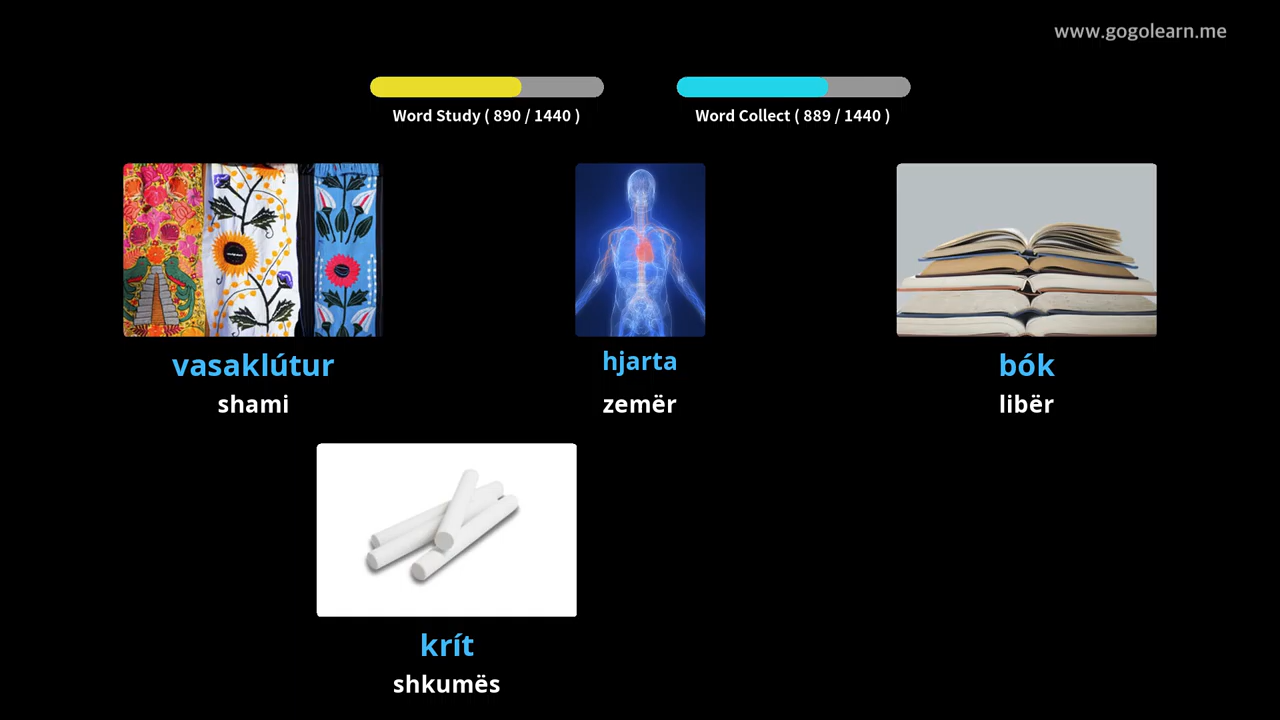 www.gogolearn.me
Word Study ( 890 / 1440 )
Word Collect ( 889 / 1440 )
vasaklútur
shami
hjarta
zemër
bók
libër
krít
shkumës